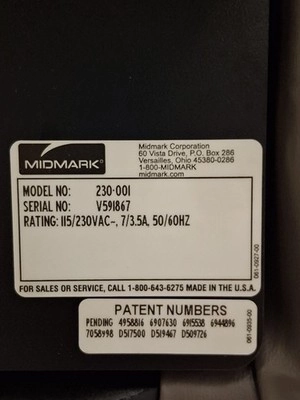 MIDMARK®
Midmark Corporation
60 Vista Drive, P.O. Box 286
Versailles, Ohio 45380-0286
1-800-MIDMARK
midmark.com
MODEL NO: 230-001
SERIAL NO: V591867
RATING: 115/230VAC~, 7/3.5A, 50/60HZ
061-0927-00
FOR SALES OR SERVICE, CALL 1-800-643-6275 MADE IN THE U.S.A.
PATENT NUMBERS
PENDING 4958816 6907630 6915538 6944896
7058998 D517500 D519467 D509726
061-0935-00